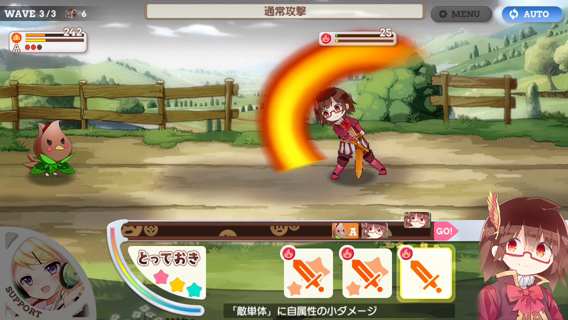 WAVE 3/3 6
通常攻撃
MENU
AUTO
242
A
25
A
GO!
とっておき
SUPPORT
「敵単体」に自属性の小ダメージ